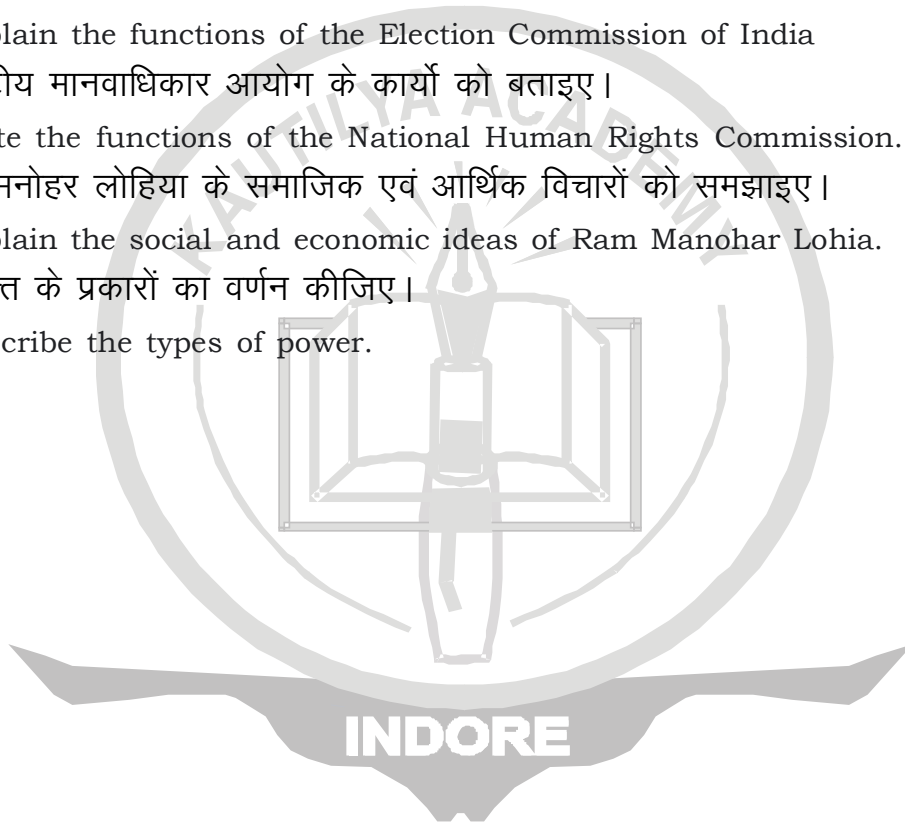 plain the functions of the Election Commission of India
ीय मानवाधिकार आयोग के कार्यो को बताइए।
te the functions of the National Human Rights Commission.
मनोहर लोहिया के समाजिक एवं आर्थिक विचारों को समझाइए।
plain the social and economic ideas of Ram Manohar Lohia.
के प्रकारों का वर्णन कीजिए।
cribe the types of power.
KAUTILYA ACADEMY
INDORE